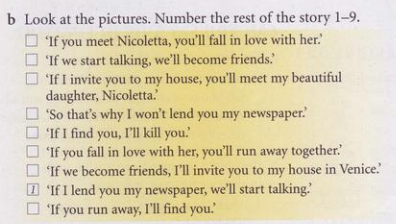 b Look at the pictures. Number the rest of the story 1–9.
☐ 'If you meet Nicoletta, you'll fall in love with her.'
☐ 'If we start talking, we'll become friends.'
☐ 'If I invite you to my house, you'll meet my beautiful
daughter, Nicoletta.'
☐ 'So that's why I won't lend you my newspaper.'
☐ 'If I find you, I'll kill you.'
☐ 'If you fall in love with her, you'll run away together.'
☐ 'If we become friends, I'll invite you to my house in Venice.'
1 'If I lend you my newspaper, we'll start talking.'
☐ 'If you run away, I'll find you.'